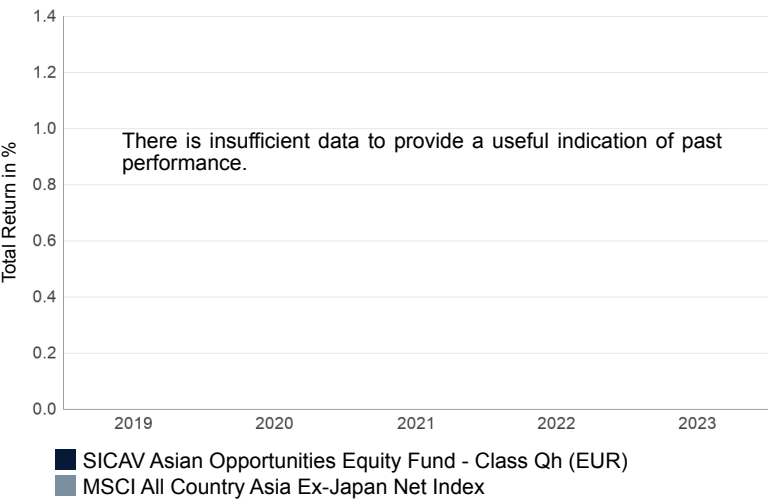 1.4
1.2
1.0
There is insufficient data to provide a useful indication of past
performance.
0.8
0.6
0.4
0.2
0.0
Total Return in %
2019 2020 2021 2022 2023
SICAV Asian Opportunities Equity Fund - Class Qh (EUR)
MSCI All Country Asia Ex-Japan Net Index